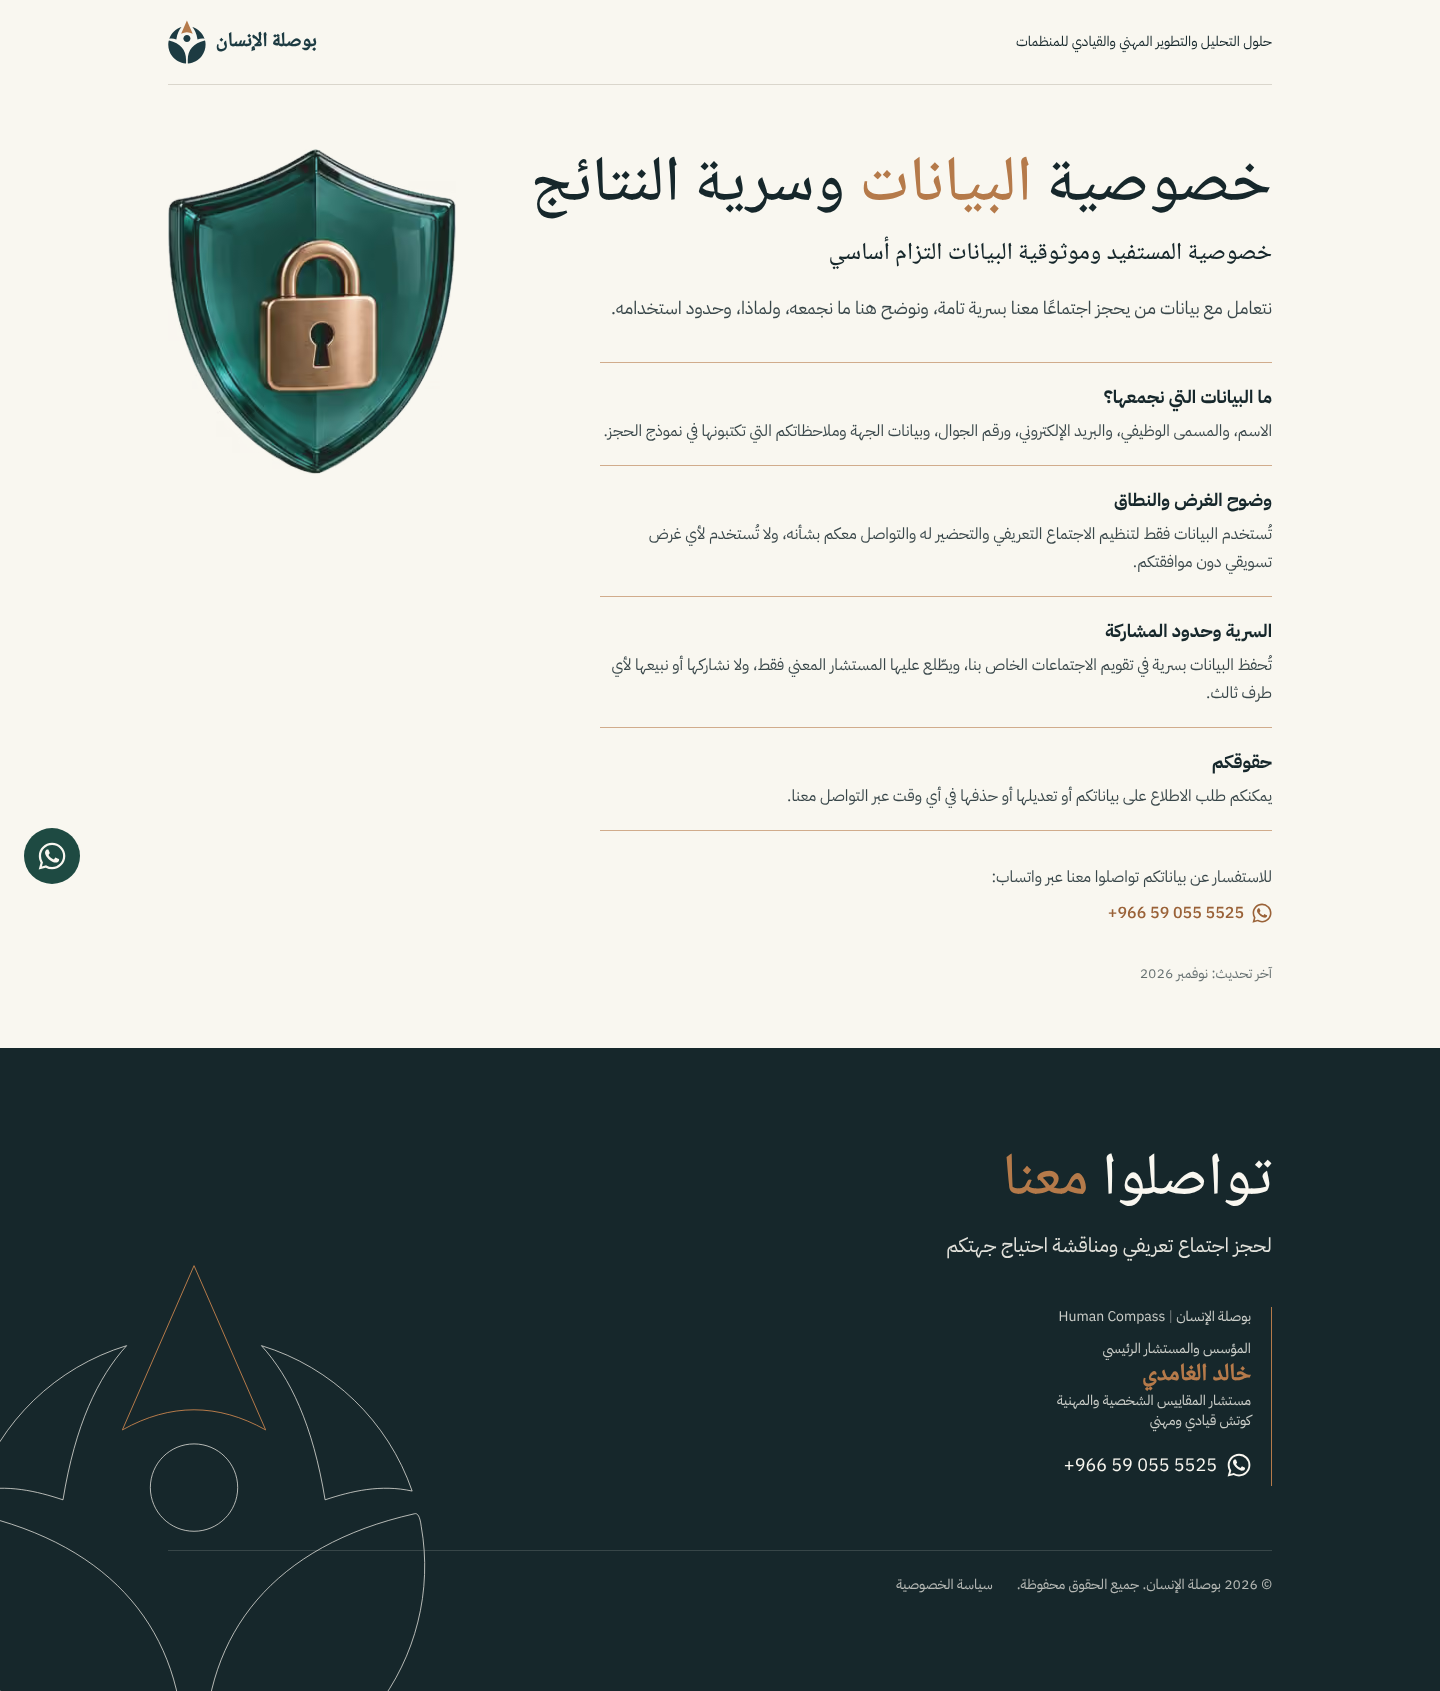 حلول التحليل والتطوير المهني والقيادي للمنظمات
بوصلة الإنسان
خصوصية البيانات وسرية النتائج
خصوصية المستفيد وموثوقية البيانات التزام أساسي
نتعامل مع بيانات من يحجز اجتماعًا معنا بسرية تامة، ونوضح هنا ما نجمعه، ولماذا، وحدود استخدامه.
ما البيانات التي نجمعها؟
الاسم، والمسمى الوظيفي، والبريد الإلكتروني، ورقم الجوال، وبيانات الجهة وملاحظاتكم التي تكتبونها في نموذج الحجز.
وضوح الغرض والنطاق
تُستخدم البيانات فقط لتنظيم الاجتماع التعريفي والتحضير له والتواصل معكم بشأنه، ولا تُستخدم لأي غرض
تسويقي دون موافقتكم.
السرية وحدود المشاركة
تُحفظ البيانات بسرية في تقويم الاجتماعات الخاص بنا، ويطّلع عليها المستشار المعني فقط، ولا نشاركها أو نبيعها لأي
طرف ثالث.
حقوقكم
يمكنكم طلب الاطلاع على بياناتكم أو تعديلها أو حذفها في أي وقت عبر التواصل معنا.
للاستفسار عن بياناتكم تواصلوا معنا عبر واتساب:
+966 59 055 5525
آخر تحديث: نوفمبر 2026
تواصلوا معنا
لحجز اجتماع تعريفي ومناقشة احتياج جهتكم
بوصلة الإنسان | Human Compass
المؤسس والمستشار الرئيسي
خالد الغامدي
مستشار المقاييس الشخصية والمهنية
كوتش قيادي ومهني
+966 59 055 5525
© 2026 بوصلة الإنسان. جميع الحقوق محفوظة.
سياسة الخصوصية